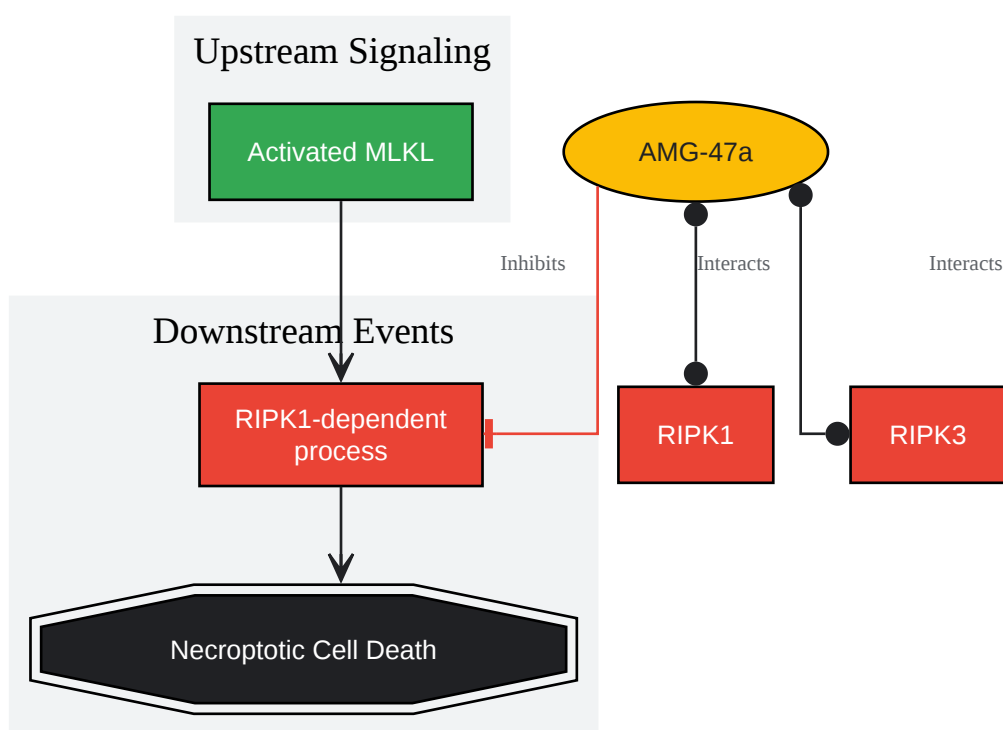 Upstream Signaling
Activated MLKL
AMG-47a
Inhibits
Interacts
Interacts
Downstream Events
RIPK1-dependent
process
RIPK1
RIPK3
Necroptotic Cell Death